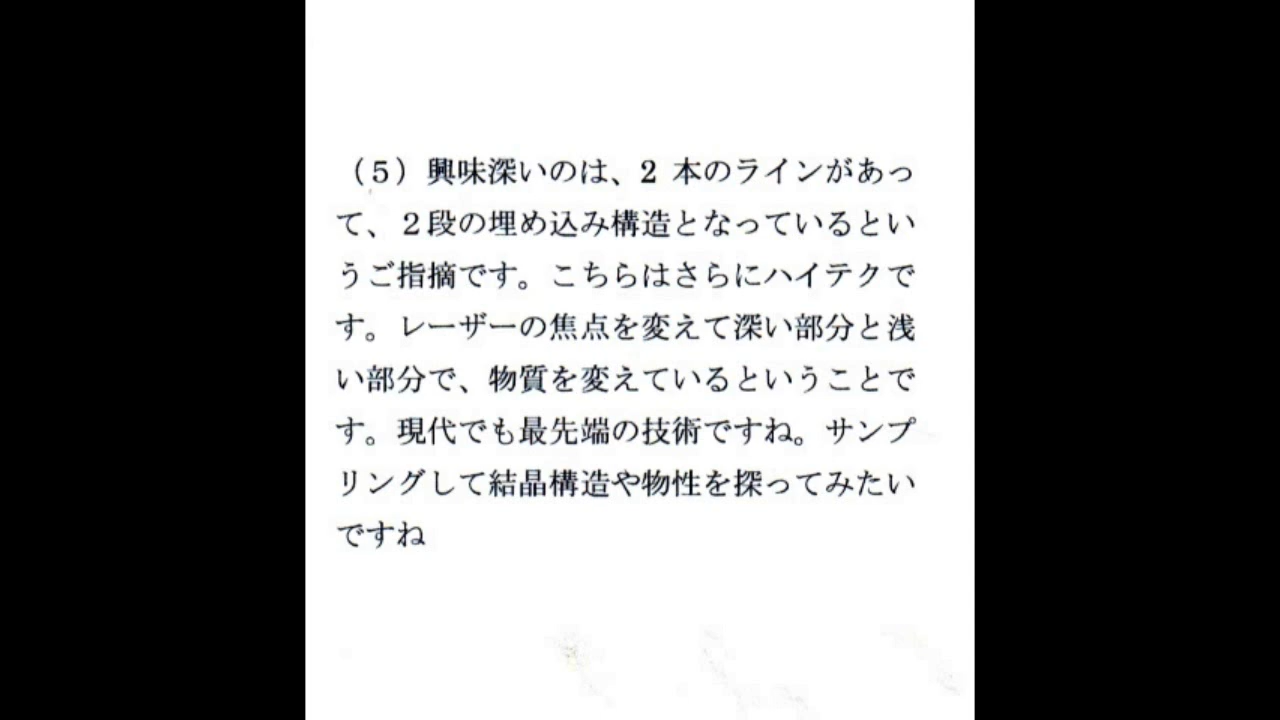 （５）興味深いのは、2 本のラインがあっ
て、２段の埋め込み構造となっているとい
うご指摘です。こちらはさらにハイテクで
す。レーザーの焦点を変えて深い部分と浅
い部分で、物質を変えているということで
す。現代でも最先端の技術ですね。サンプ
リングして結晶構造や物性を探ってみたい
ですね